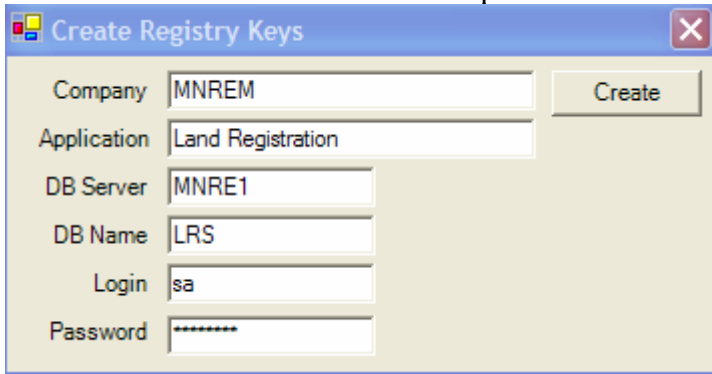 Create Registry Keys
Company MNREM Create
Application Land Registration
DB Server MNRE1
DB Name LRS
Login sa
Password ********